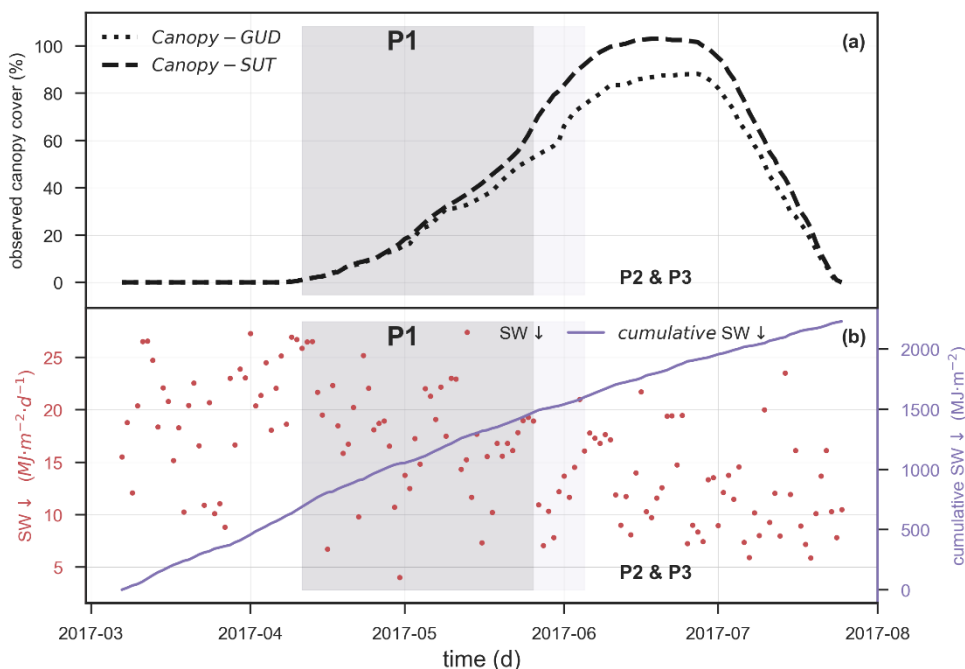 Canopy – GUD
Canopy – SUT
P1
(a)
observed canopy cover (%)
100
80
60
40
20
0
P2 & P3
P1
SW ↓
cumulative SW ↓
(b)
SW ↓ (MJ·m⁻²·d⁻¹)
25
20
15
10
5
cumulative SW ↓ (MJ·m⁻²)
2000
1500
1000
500
0
P2 & P3
2017-03
2017-04
2017-05
2017-06
2017-07
2017-08
time (d)